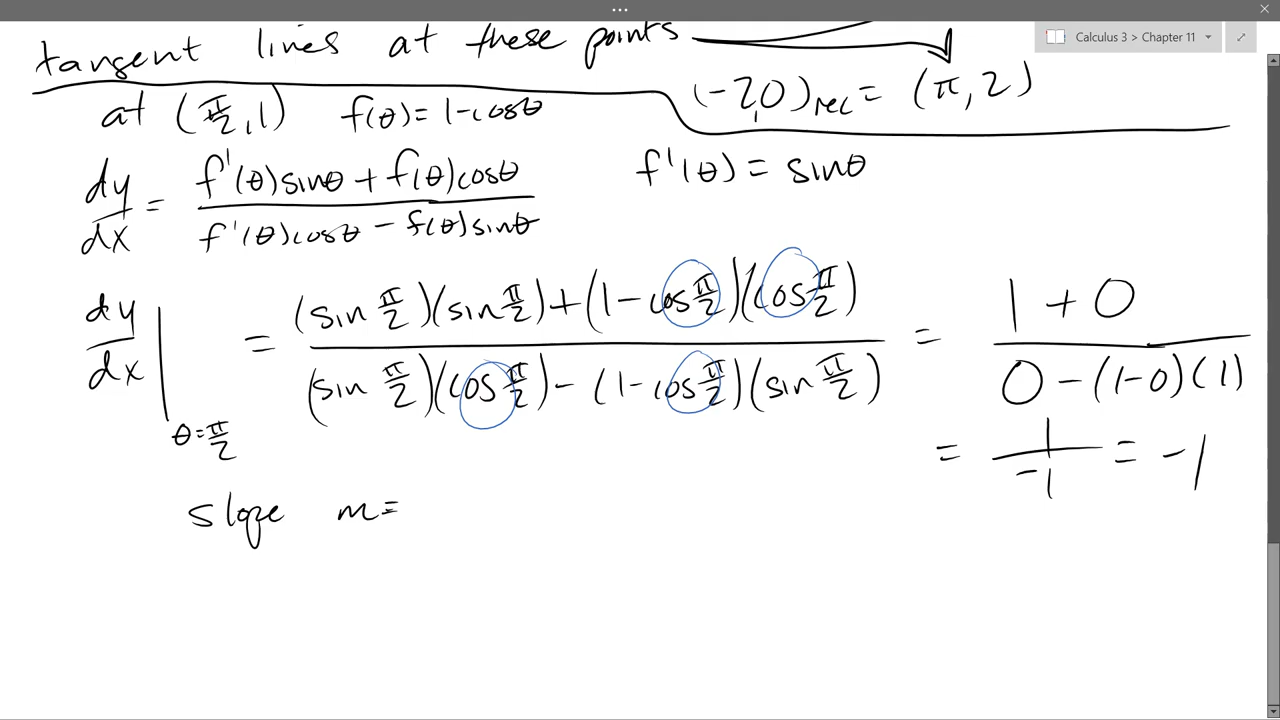 Calculus 3 > Chapter 11
tangent lines at these points
(-2,0)rec = (π, 2)
at (π/2, 1) f(θ) = 1-cosθ
dy/dx = f'(θ)sinθ + f(θ)cosθ / f'(θ)cosθ - f(θ)sinθ
f'(θ) = sinθ
dy/dx | θ=π/2 = (sin π/2)(sin π/2) + (1-cos π/2)(cos π/2) / (sin π/2)(cos π/2) - (1-cos π/2)(sin π/2) = 1 + 0 / 0 - (1-0)(1)
= 1/-1 = -1
slope m=